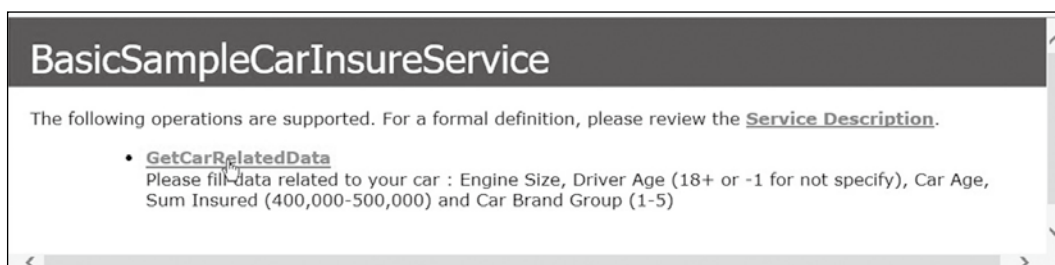 BasicSampleCarInsureService
The following operations are supported. For a formal definition, please review the Service Description.
• GetCarRelatedData
Please fill data related to your car : Engine Size, Driver Age (18+ or -1 for not specify), Car Age,
Sum Insured (400,000-500,000) and Car Brand Group (1-5)